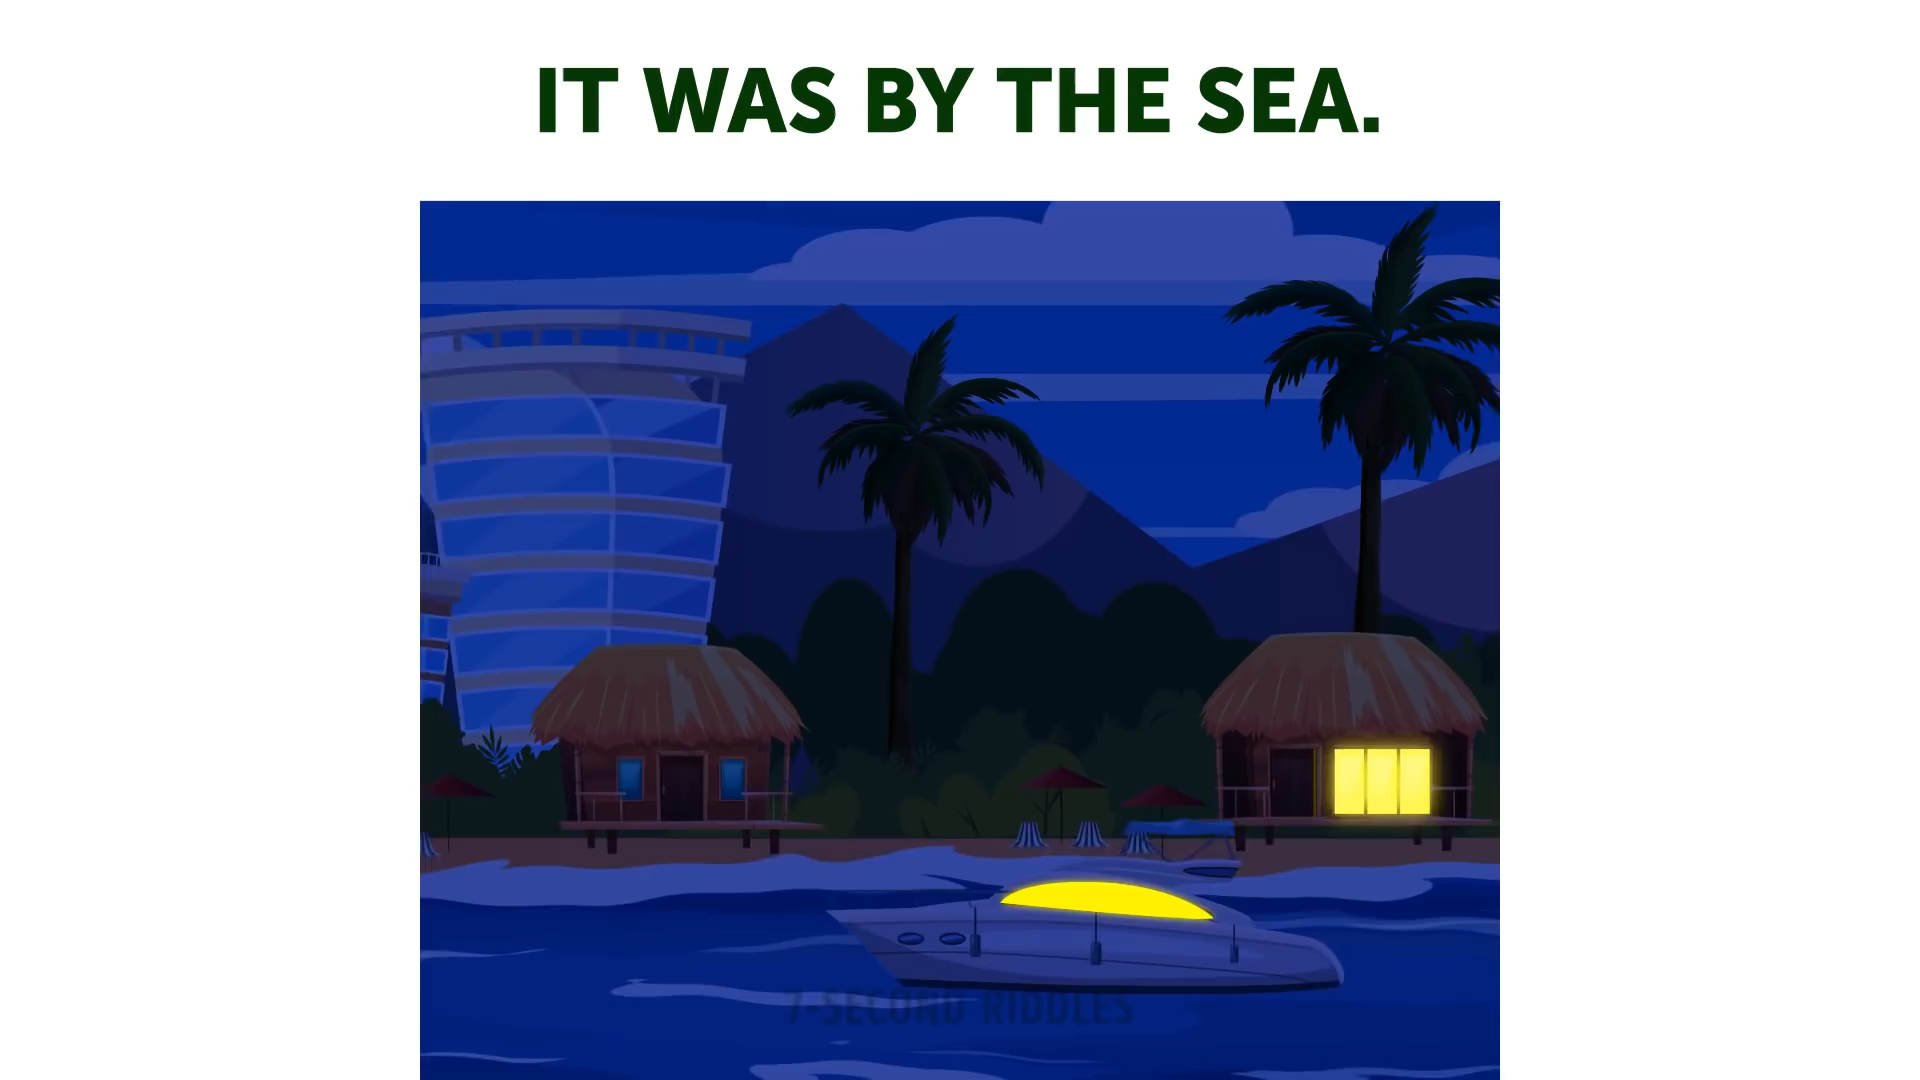 IT WAS BY THE SEA.
7-SECOND RIDDLES